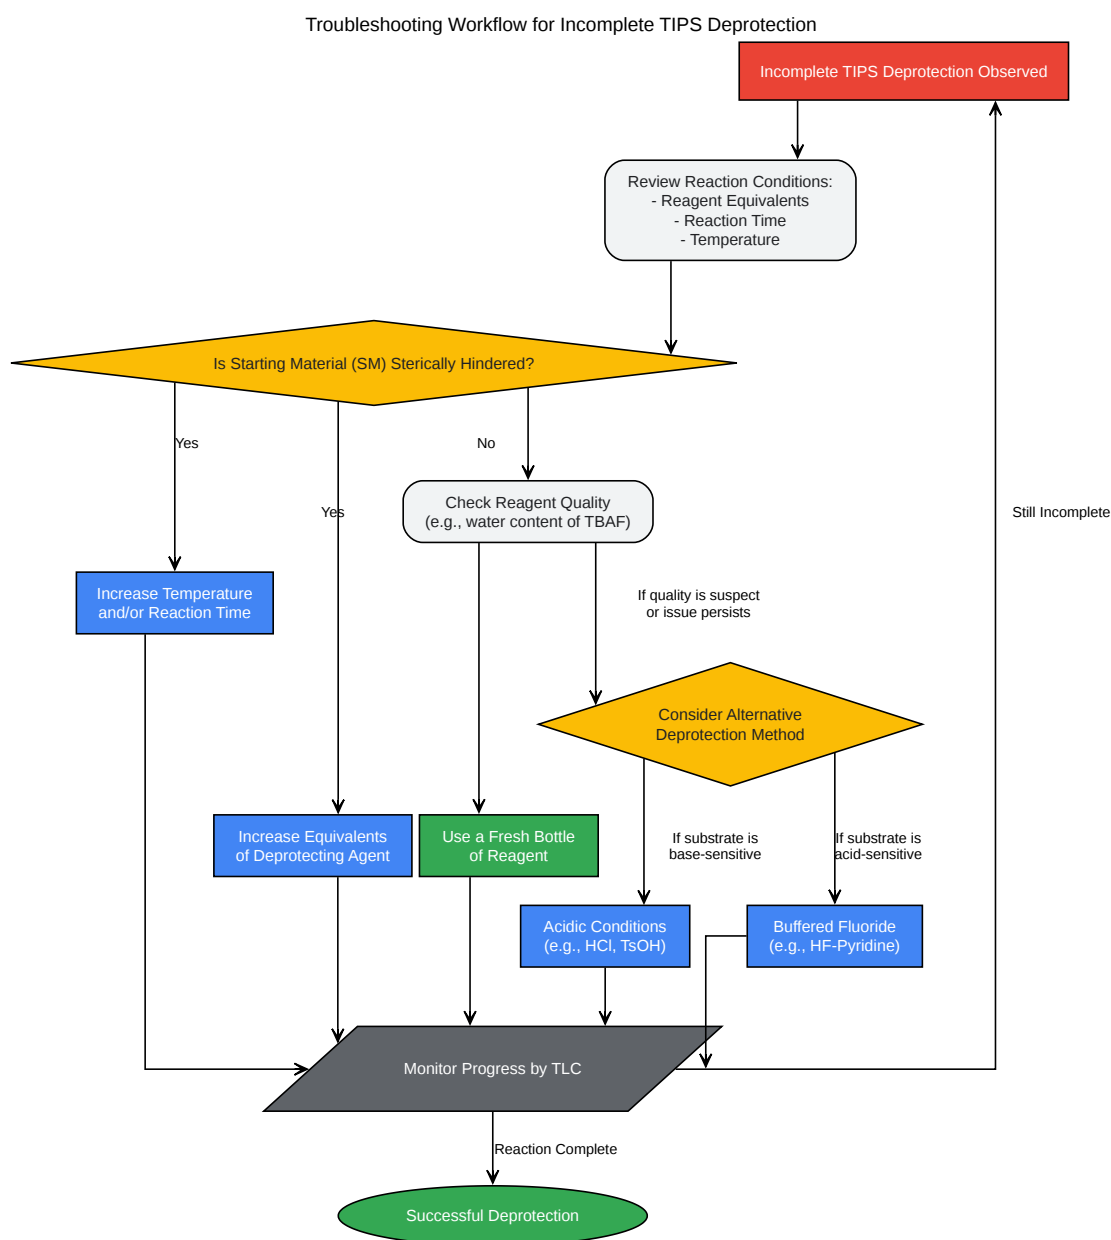 Troubleshooting Workflow for Incomplete TIPS Deprotection
Incomplete TIPS Deprotection Observed
Review Reaction Conditions:
- Reagent Equivalents
- Reaction Time
- Temperature
Is Starting Material (SM) Sterically Hindered?
Yes
No
Yes
Check Reagent Quality
(e.g., water content of TBAF)
Still Incomplete
Increase Temperature
and/or Reaction Time
If quality is suspect
or issue persists
Consider Alternative
Deprotection Method
Increase Equivalents
of Deprotecting Agent
Use a Fresh Bottle
of Reagent
If substrate is
base-sensitive
If substrate is
acid-sensitive
Acidic Conditions
(e.g., HCl, TsOH)
Buffered Fluoride
(e.g., HF-Pyridine)
Monitor Progress by TLC
Reaction Complete
Successful Deprotection